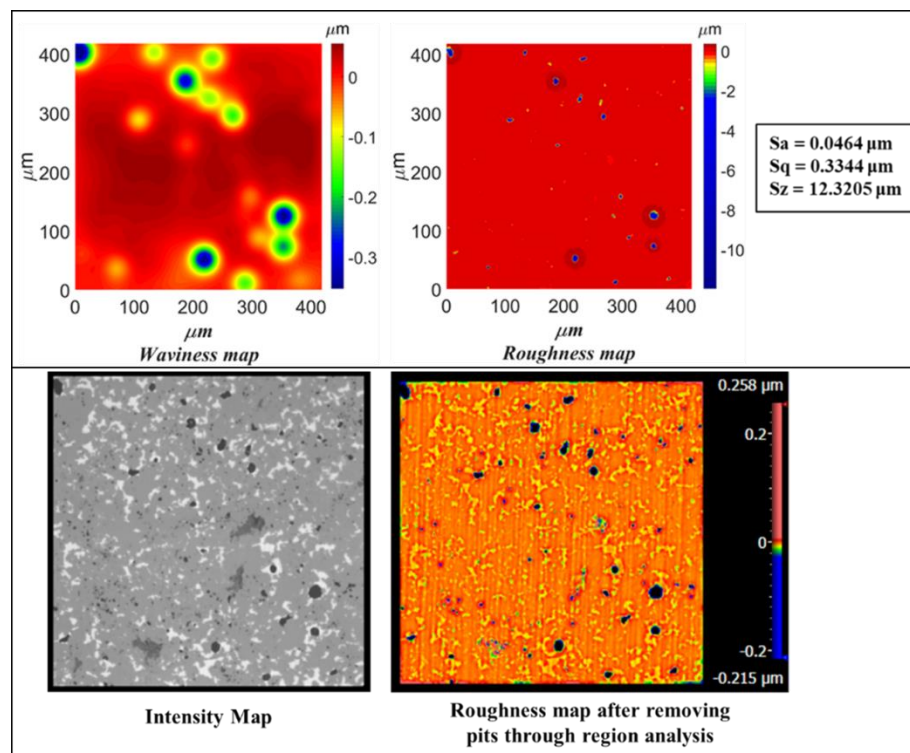 μm
400
300
200
100
0
0
100
200
300
400
μm
μm
0
-0.1
-0.2
-0.3
Waviness map
μm
400
300
200
100
0
0
100
200
300
400
μm
μm
0
-2
-4
-6
-8
-10
Roughness map
Sa = 0.0464 μm
Sq = 0.3344 μm
Sz = 12.3205 μm
Intensity Map
0.258 μm
0.2
0
-0.2
-0.215 μm
Roughness map after removing
pits through region analysis